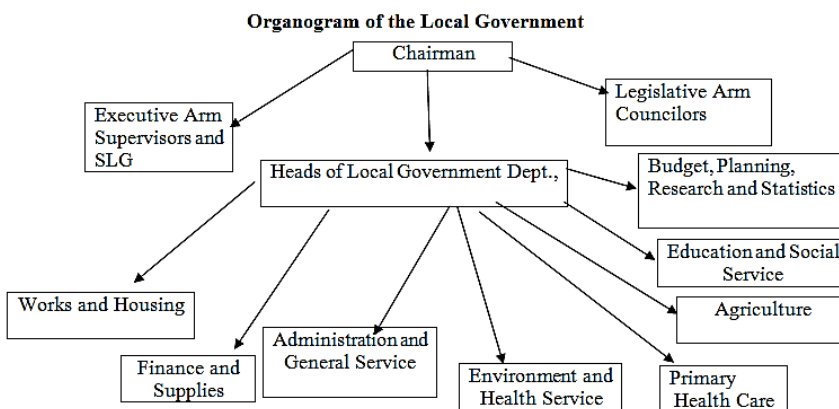 Organogram of the Local Government
Chairman
Legislative Arm
Councilors
Executive Arm
Supervisors and
SLG
Heads of Local Government Dept.,
Budget, Planning,
Research and Statistics
Education and Social
Service
Works and Housing
Agriculture
Administration and
General Service
Finance and
Supplies
Environment and
Health Service
Primary
Health Care